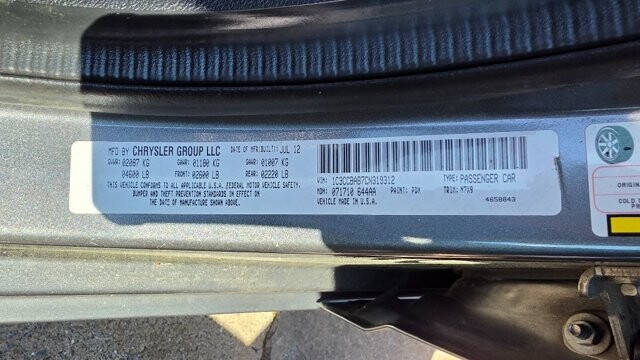 MFD BY CHRYSLER GROUP LLC DATE OF MFR(BUILT): JUL 12
GVWR: 02087 KG GAWR: 01180 KG GAWR: 01007 KG
04600 LB FRONT: 02600 LB REAR: 02220 LB
THIS VEHICLE CONFORMS TO ALL APPLICABLE FEDERAL MOTOR VEHICLE SAFETY,
BUMPER AND THEFT PREVENTION STANDARDS IN EFFECT ON
THE DATE OF MANUFACTURE SHOWN ABOVE.
VIN: 1C3CCBAB7CN319312 TYPE: PASSENGER CAR
MDH: 071710 644AA PAINT: PDM TRIM: M7X9
VEHICLE MADE IN U.S.A. 4658843
COLD T